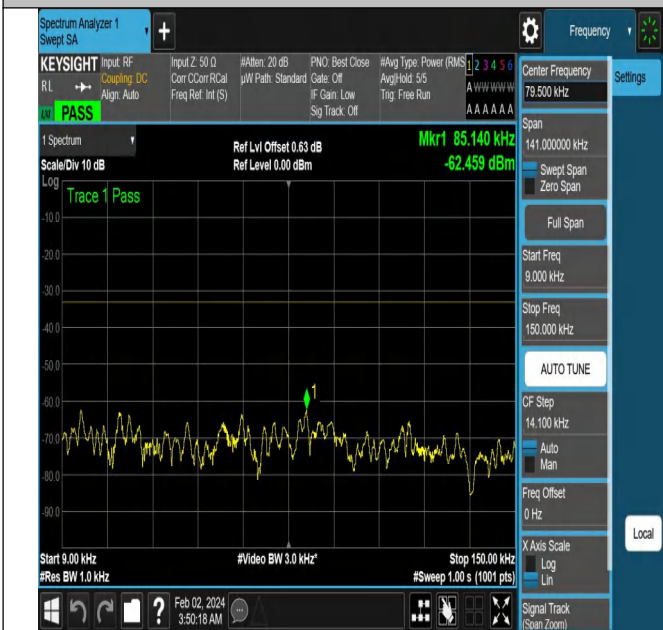 Spectrum Analyzer 1
Swept SA
+
Frequency
KEYSIGHT
Input: RF
Coupling: DC
Align: Auto
Input Z: 50 Ω
Corr CCorr RCal
Freq Ref: Int (S)
#Atten: 20 dB
µW Path: Standard
PNO: Best Close
Gate: Off
IF Gain: Low
Sig Track: Off
#Avg Type: Power (RMS
Avg|Hold: 5/5
Trig: Free Run
1 2 3 4 5 6
A W W W W W
A A A A A A
R L
LXI
PASS
1 Spectrum
Scale/Div 10 dB
Log
Ref Lvl Offset 0.63 dB
Ref Level 0.00 dBm
Mkr1 85.140 kHz
-62.459 dBm
Trace 1 Pass
-10.0
-20.0
-30.0
-40.0
-50.0
-60.0
-70.0
-80.0
-90.0
1
Start 9.00 kHz
#Res BW 1.0 kHz
#Video BW 3.0 kHz*
Stop 150.00 kHz
#Sweep 1.00 s (1001 pts)
?
Feb 02, 2024
3:50:18 AM
Center Frequency
79.500 kHz
Settings
Span
141.000000 kHz
Swept Span
Zero Span
Full Span
Start Freq
9.000 kHz
Stop Freq
150.000 kHz
AUTO TUNE
CF Step
14.100 kHz
Auto
Man
Freq Offset
0 Hz
X Axis Scale
Log
Lin
Local
Signal Track
(Span Zoom)